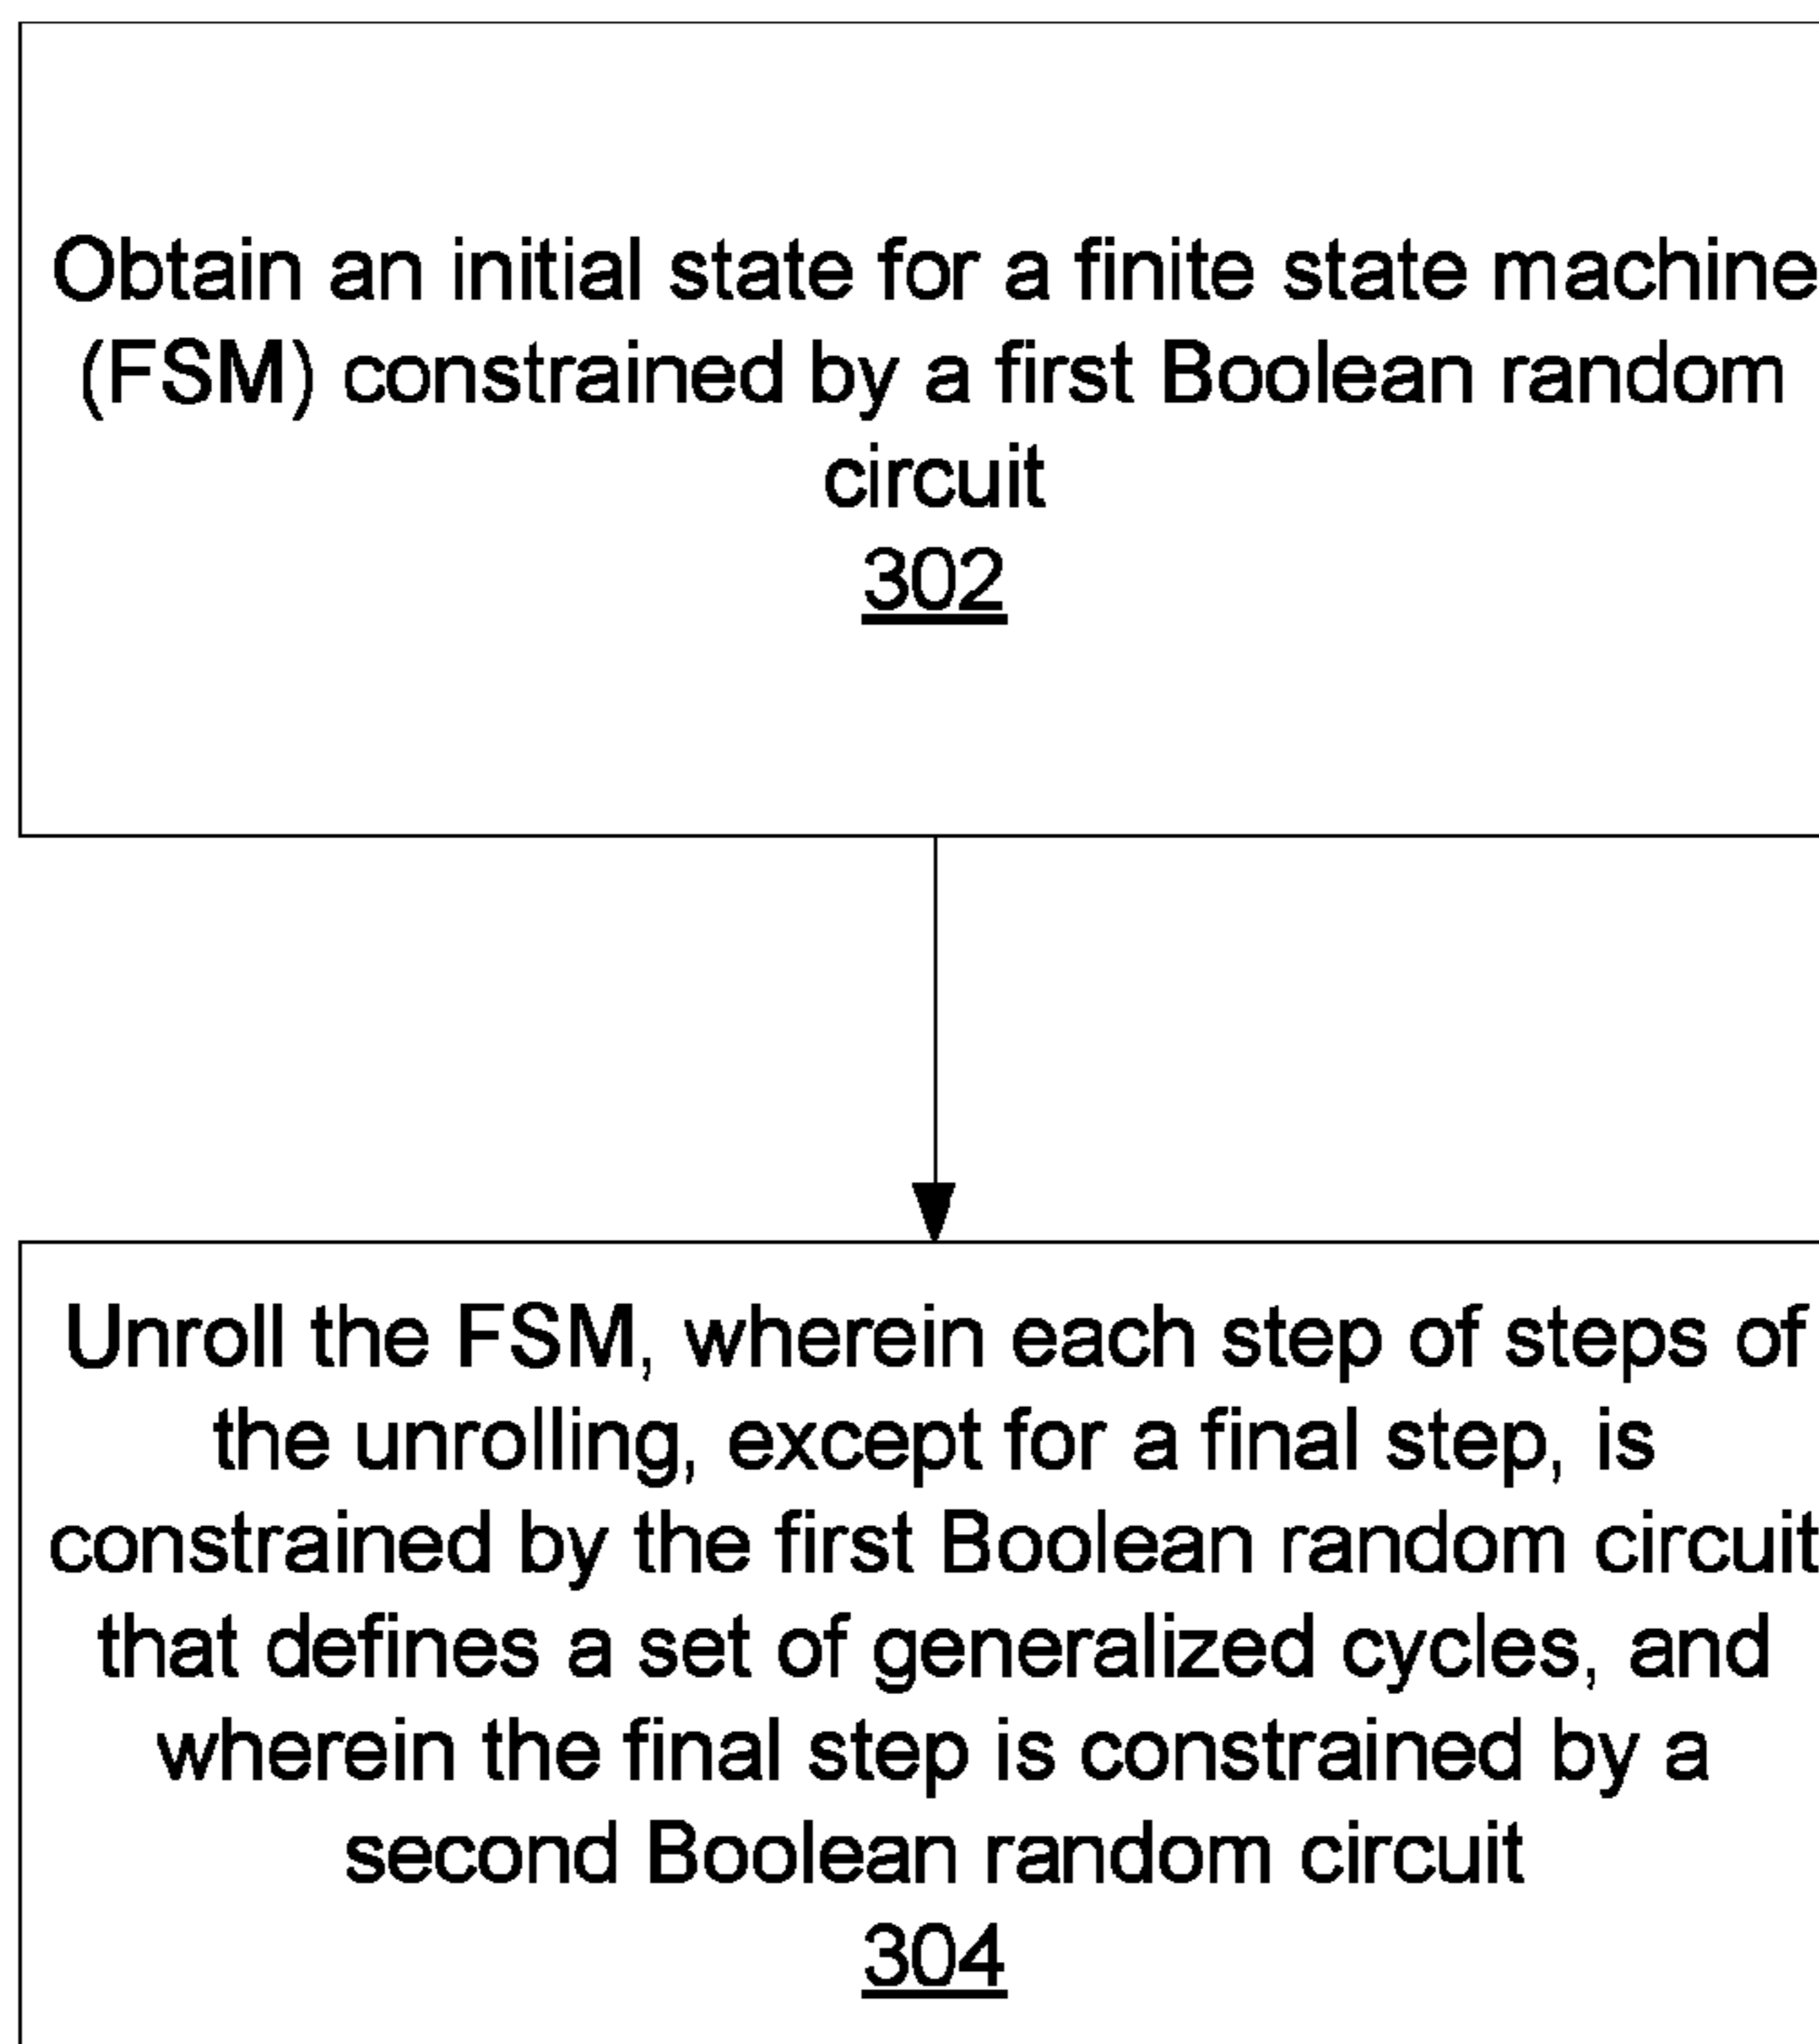 Obtain an initial state for a finite state machine
(FSM) constrained by a first Boolean random
circuit
302
Unroll the FSM, wherein each step of steps of
the unrolling, except for a final step, is
constrained by the first Boolean random circuit
that defines a set of generalized cycles, and
wherein the final step is constrained by a
second Boolean random circuit
304